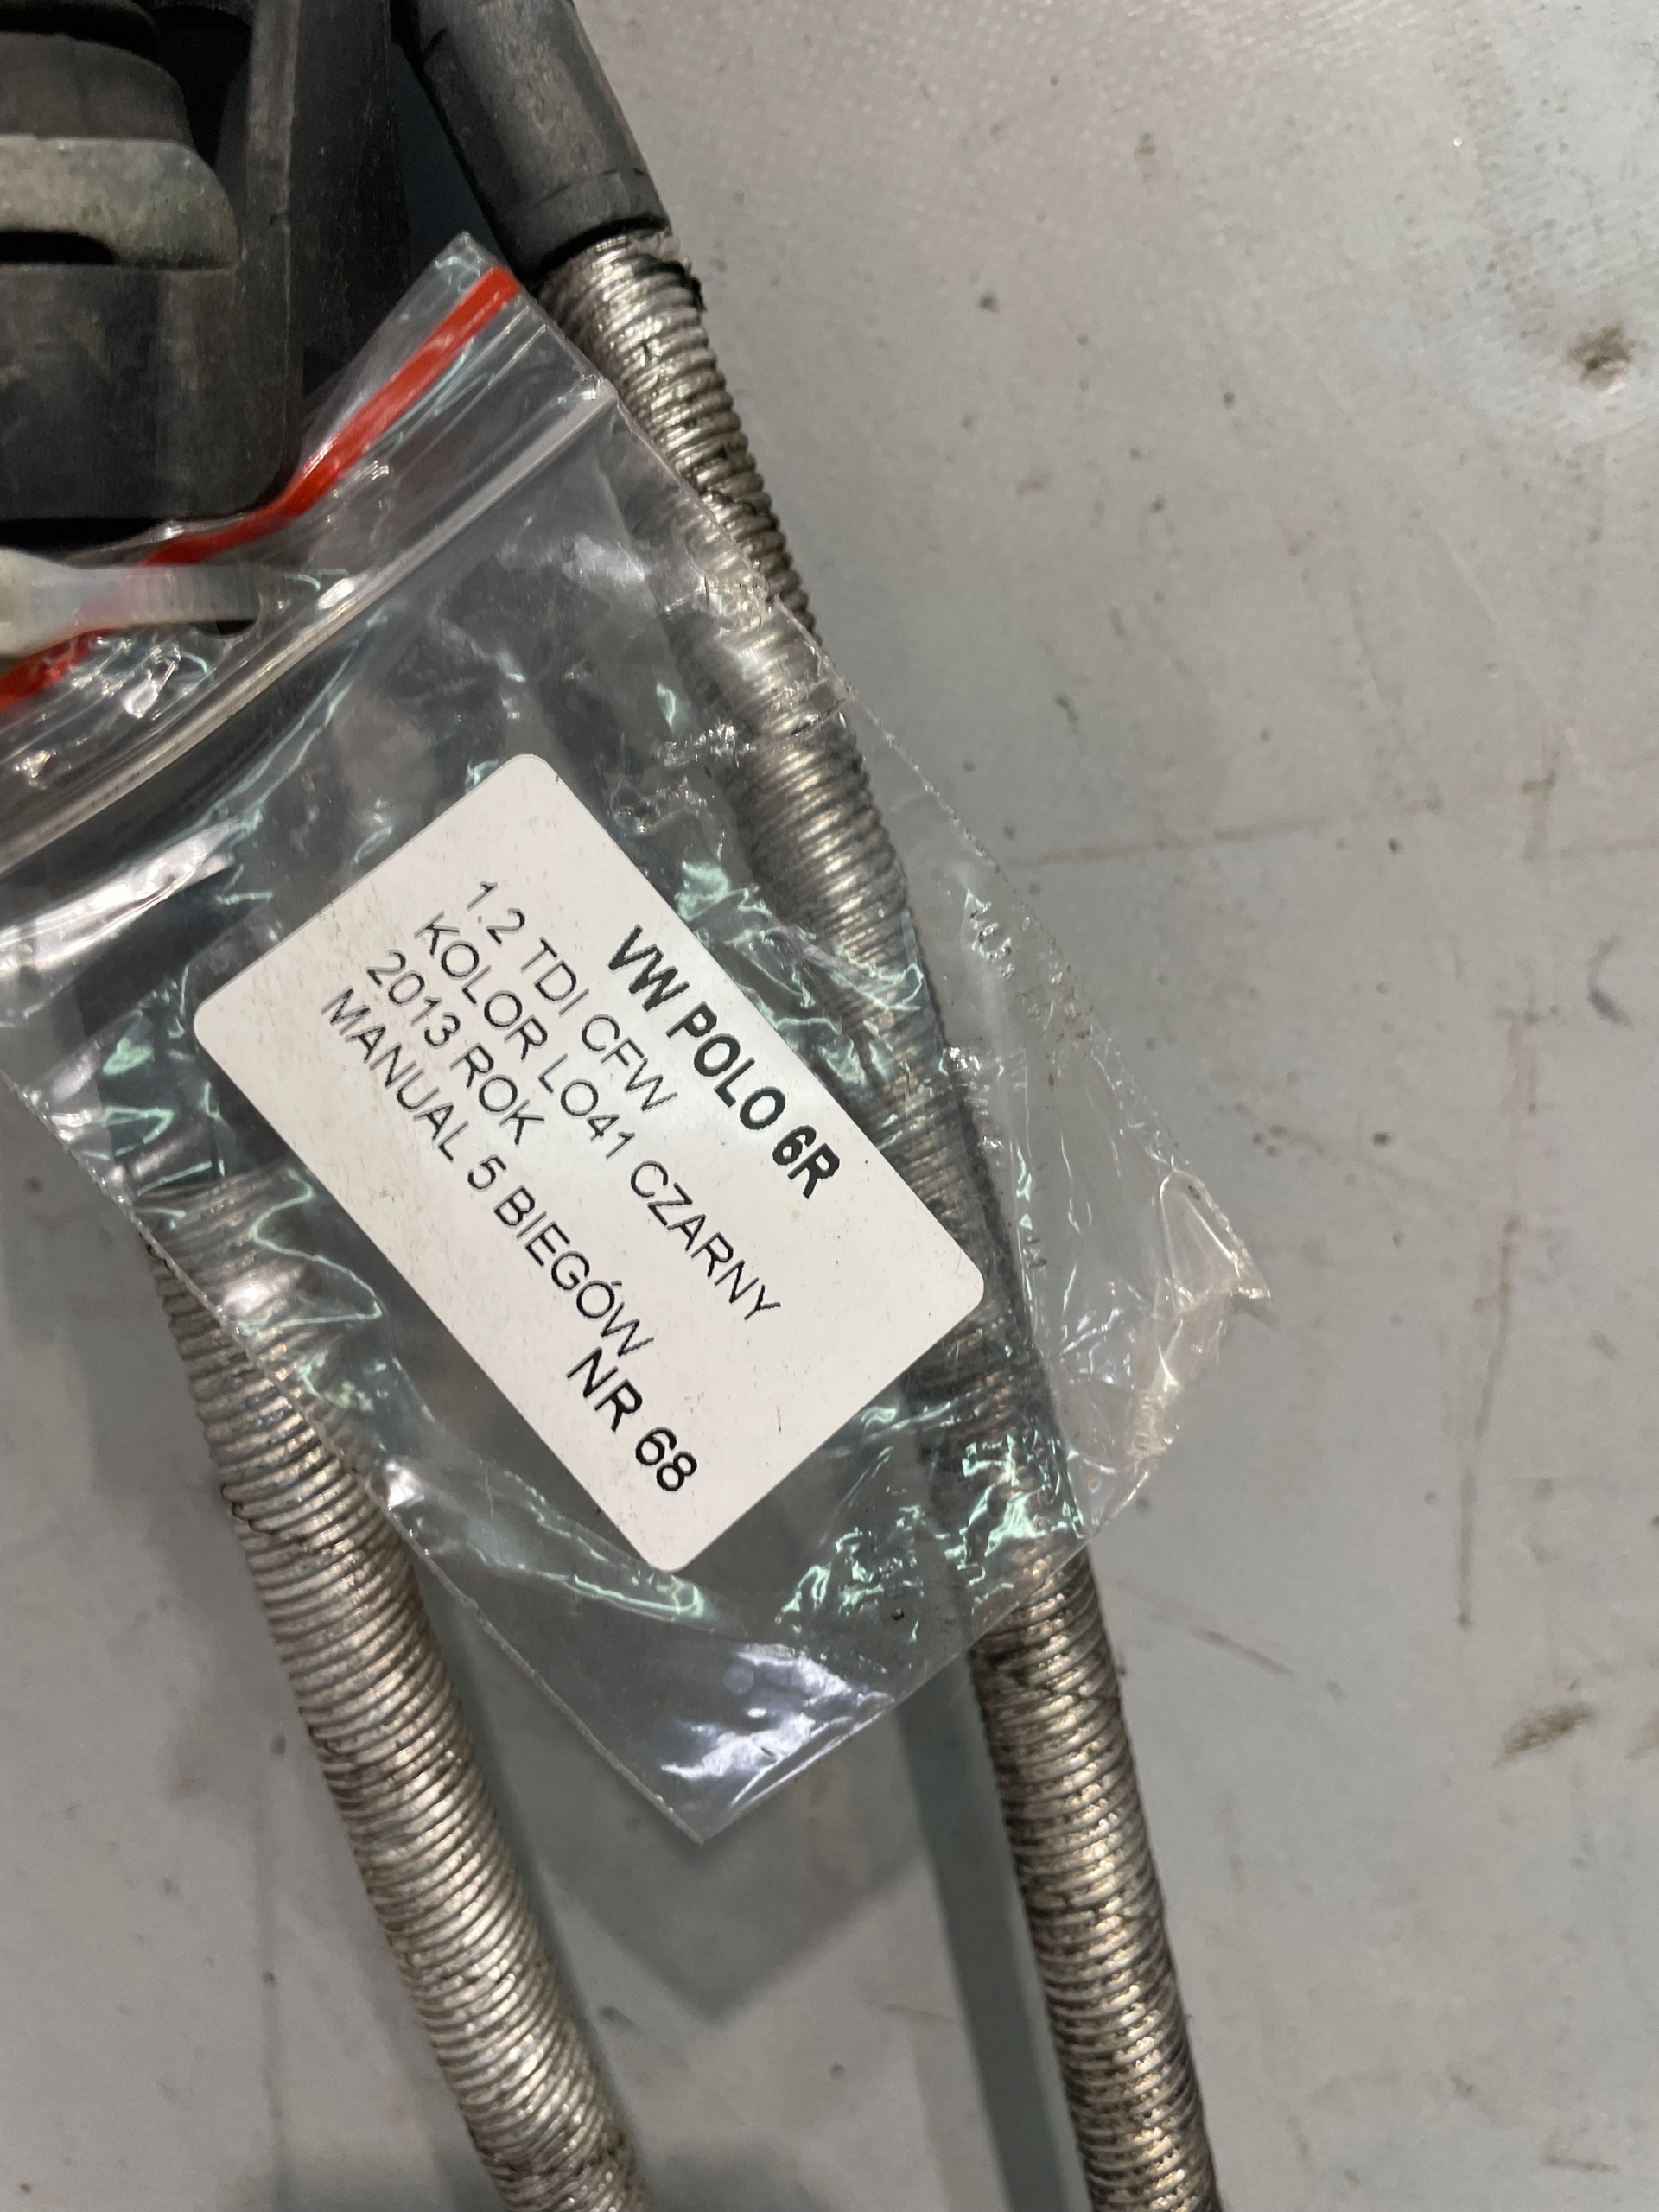 VW POLO 6R
1.2 TDI CFW
KOLOR LO41 CZARNY
2013 ROK
MANUAL 5 BIEGÓW
NR 68